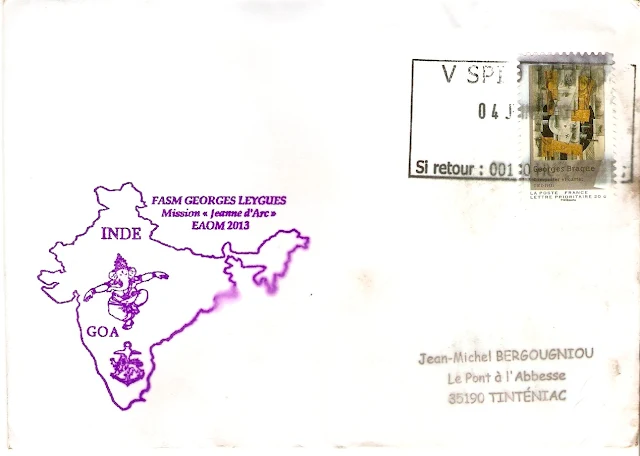 V SPI
04 J
Si retour : 001
Georges Braque
LA POSTE FRANCE
LETTRE PRIORITAIRE 20 g
FASM GEORGES LEYGUES
Mission « Jeanne d'Arc »
EAOM 2013
INDE
GOA
Jean-Michel BERGOUGNIOU
Le Pont à l'Abbesse
35190 TINTÉNIAC